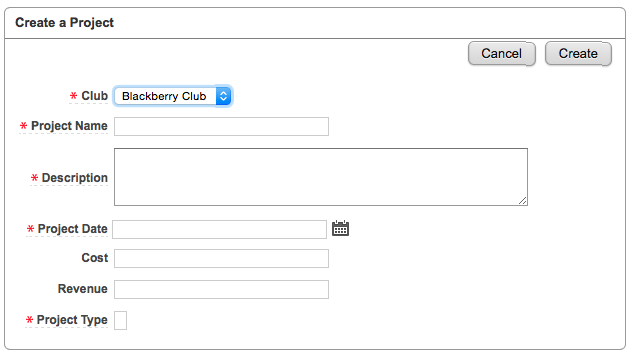 Create a Project
Cancel Create
* Club Blackberry Club
* Project Name
* Description
* Project Date
Cost
Revenue
* Project Type